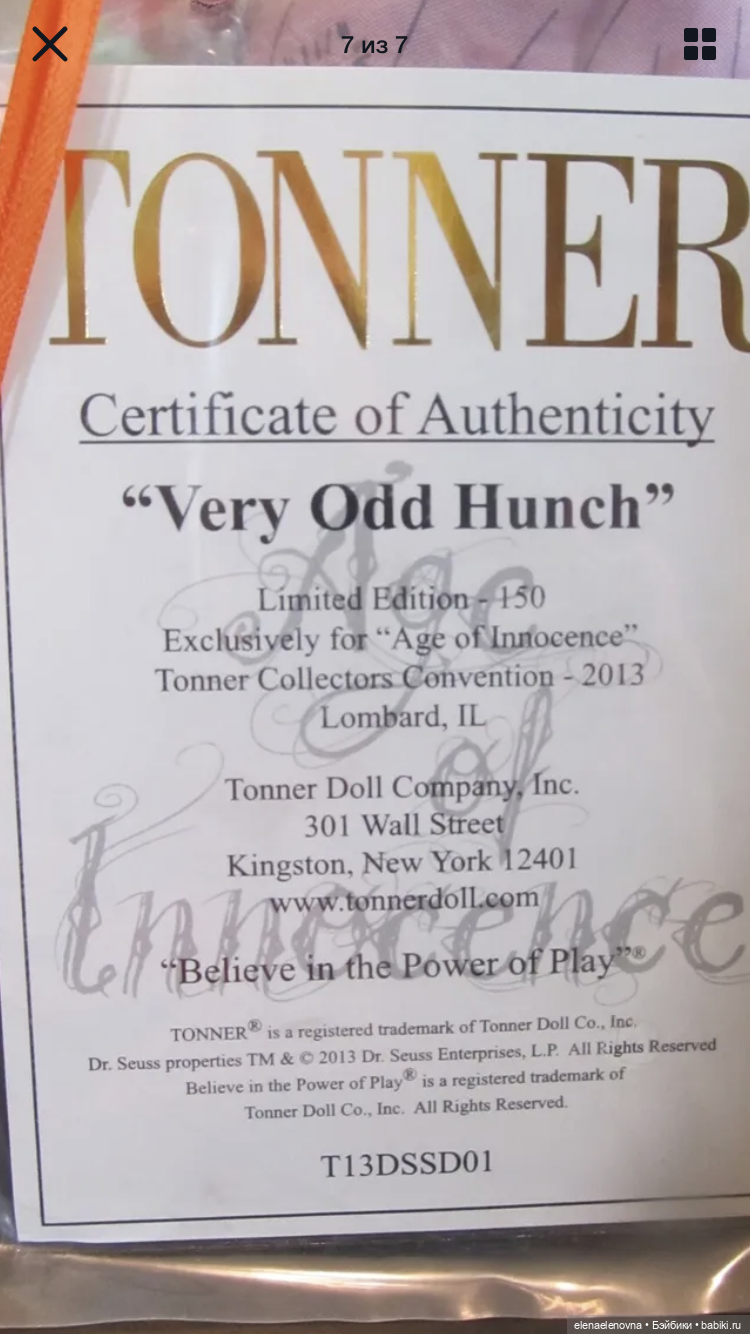 7 из 7
TONNER
Certificate of Authenticity
“Very Odd Hunch”
Age
of
Innocence
Limited Edition - 150
Exclusively for “Age of Innocence”
Tonner Collectors Convention - 2013
Lombard, IL
Tonner Doll Company, Inc.
301 Wall Street
Kingston, New York 12401
www.tonnerdoll.com
“Believe in the Power of Play”®
TONNER® is a registered trademark of Tonner Doll Co., Inc.
Dr. Seuss properties TM & © 2013 Dr. Seuss Enterprises, L.P. All Rights Reserved
Believe in the Power of Play® is a registered trademark of
Tonner Doll Co., Inc. All Rights Reserved.
T13DSSD01
elenaelenovna • Бэйбики • babiki.ru